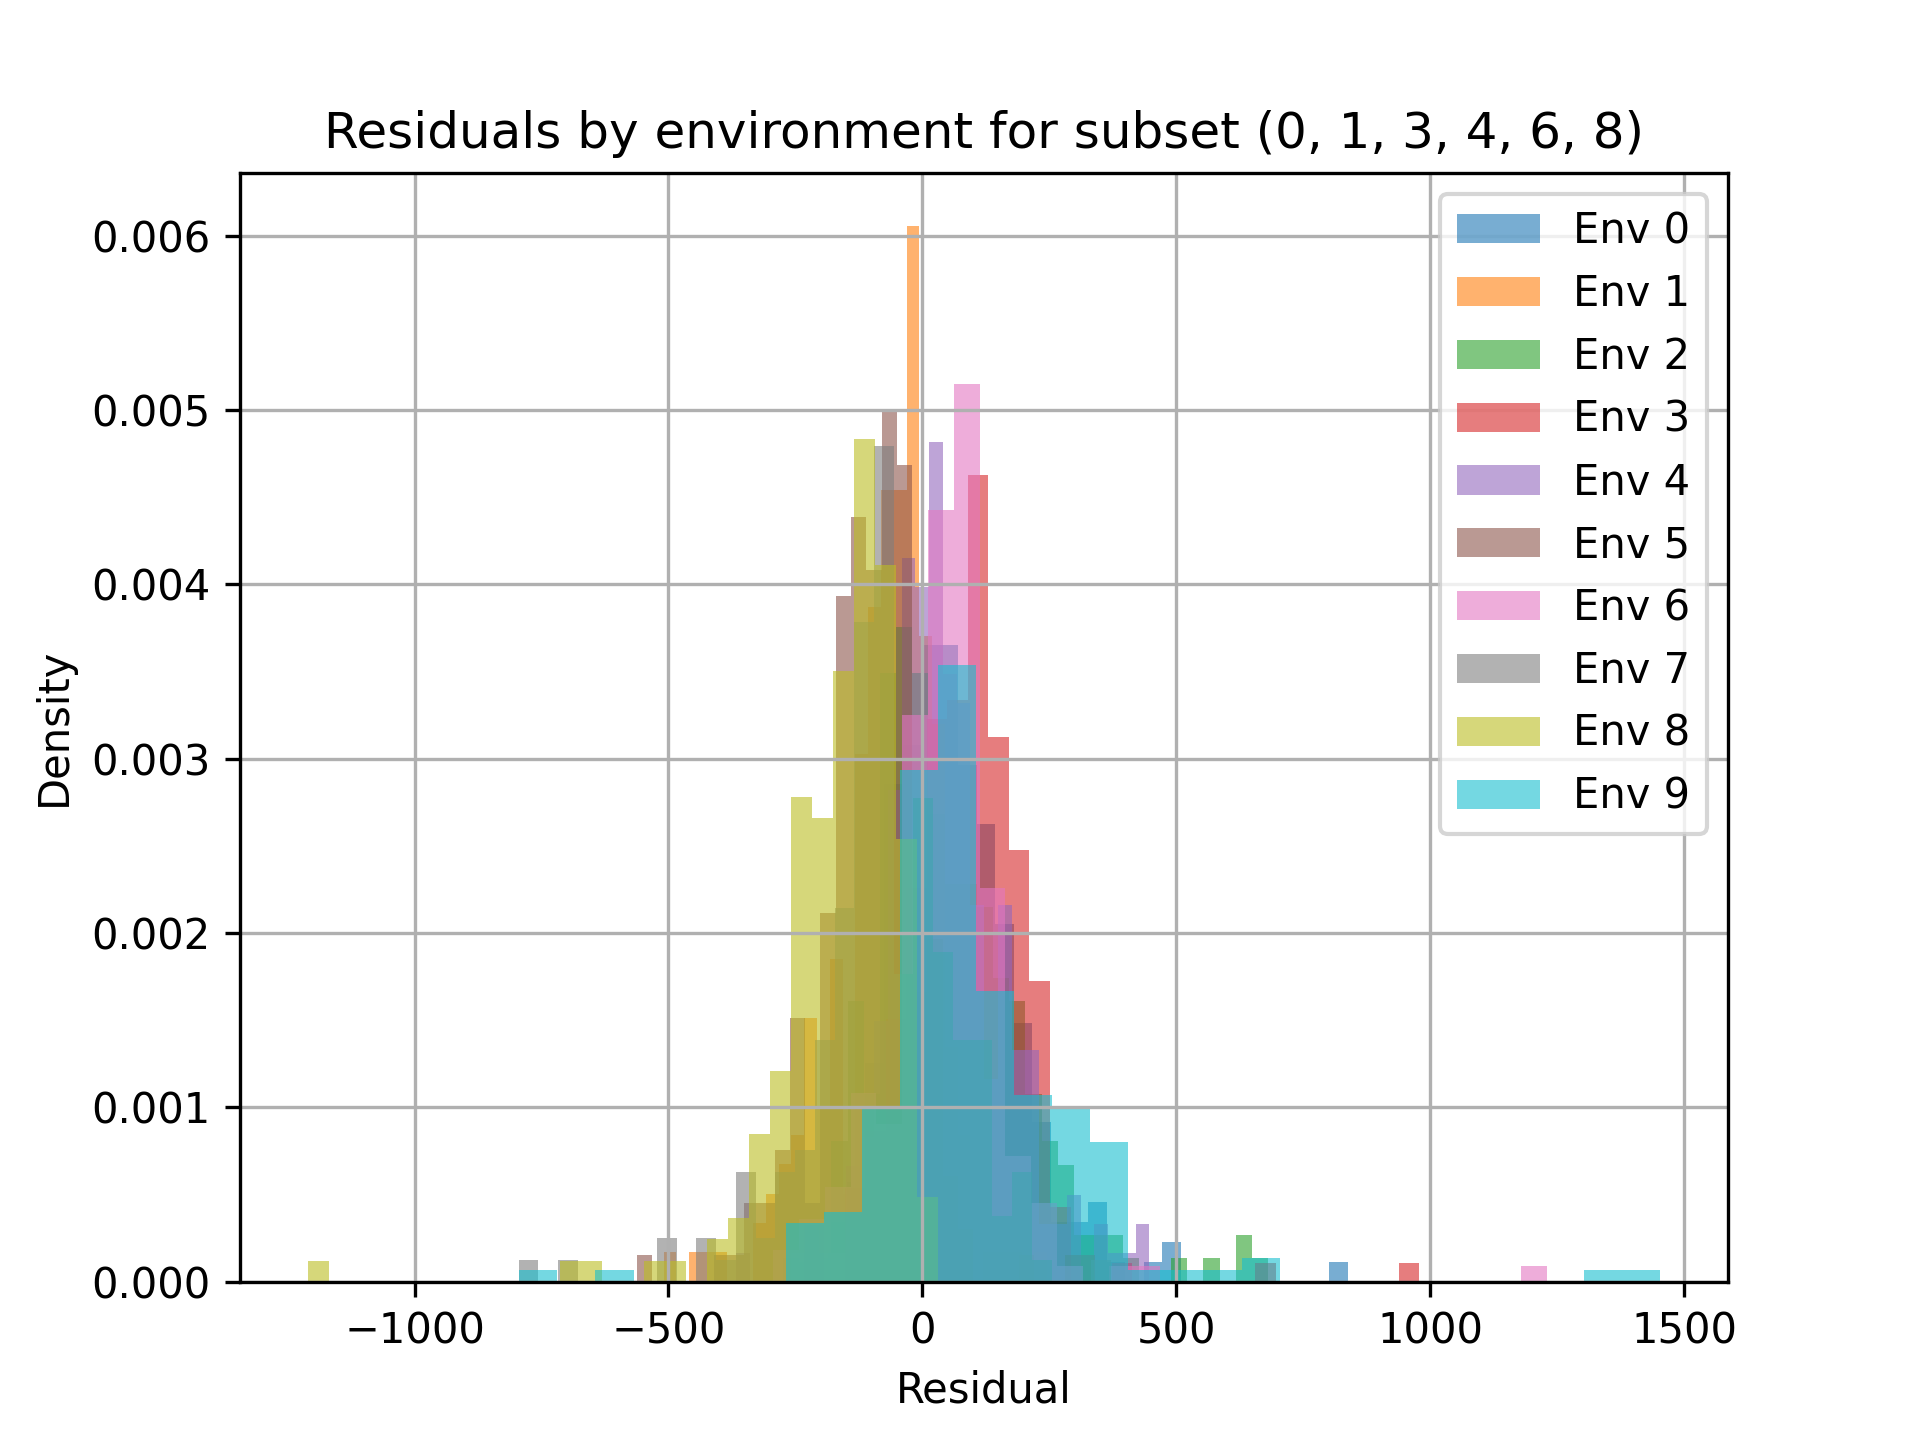 Residuals by environment for subset (0, 1, 3, 4, 6, 8)
Density
0.006
0.005
0.004
0.003
0.002
0.001
0.000
−1000
−500
0
500
1000
1500
Residual
Env 0
Env 1
Env 2
Env 3
Env 4
Env 5
Env 6
Env 7
Env 8
Env 9